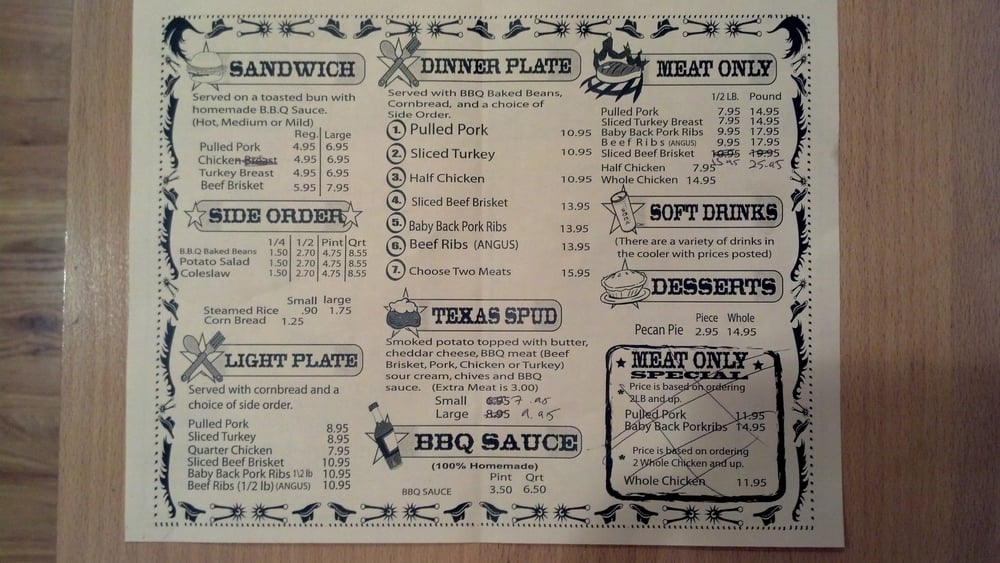 SANDWICH
Served on a toasted bun with
homemade B.B.Q Sauce.
(Hot, Medium or Mild)
Reg. Large
Pulled Pork 4.95 6.95
Chicken Breast 4.95 6.95
Turkey Breast 4.95 6.95
Beef Brisket 5.95 7.95
SIDE ORDER
1/4 1/2 Pint Qrt
B.B.Q Baked Beans 1.50 2.70 4.75 8.55
Potato Salad 1.50 2.70 4.75 8.55
Coleslaw 1.50 2.70 4.75 8.55
Small large
Steamed Rice .90 1.75
Corn Bread 1.25
LIGHT PLATE
Served with cornbread and a
choice of side order.
Pulled Pork 8.95
Sliced Turkey 8.95
Quarter Chicken 7.95
Sliced Beef Brisket 10.95
Baby Back Pork Ribs 1\2 lb 10.95
Beef Ribs (1/2 lb) (ANGUS) 10.95
DINNER PLATE
Served with BBQ Baked Beans,
Cornbread, and a choice of
Side Order.
1. Pulled Pork 10.95
2. Sliced Turkey 10.95
3. Half Chicken 10.95
4. Sliced Beef Brisket 13.95
5. Baby Back Pork Ribs 13.95
6. Beef Ribs (ANGUS) 13.95
7. Choose Two Meats 15.95
TEXAS SPUD
Smoked potato topped with butter,
cheddar cheese, BBQ meat (Beef
Brisket, Pork, Chicken or Turkey)
sour cream, chives and BBQ
sauce. (Extra Meat is 3.00)
Small 6.95 7.95
Large 8.95 9.95
BBQ SAUCE
(100% Homemade)
Pint Qrt
BBQ SAUCE 3.50 6.50
MEAT ONLY
1/2 LB. Pound
Pulled Pork 7.95 14.95
Sliced Turkey Breast 7.95 14.95
Baby Back Pork Ribs 9.95 17.95
Beef Ribs (ANGUS) 9.95 17.95
Sliced Beef Brisket 10.95 19.95
25.95
Half Chicken 7.95
Whole Chicken 14.95
SOFT DRINKS
(There are a variety of drinks in
the cooler with prices posted)
DESSERTS
Piece Whole
Pecan Pie 2.95 14.95
MEAT ONLY
SPECIAL
* Price is based on ordering
2LB and up.
Pulled Pork 11.95
Baby Back Porkribs 14.95
* Price is based on ordering
2 Whole Chicken and up.
Whole Chicken 11.95